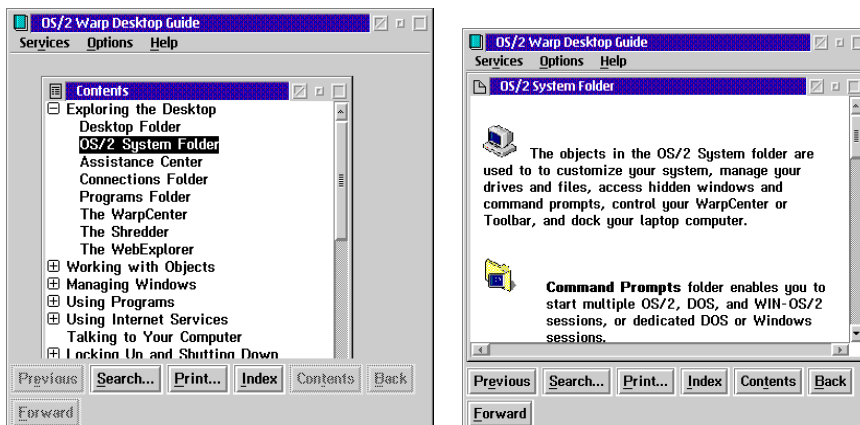 OS/2 Warp Desktop Guide
Services Options Help
Contents
Exploring the Desktop
Desktop Folder
OS/2 System Folder
Assistance Center
Connections Folder
Programs Folder
The WarpCenter
The Shredder
The WebExplorer
Working with Objects
Managing Windows
Using Programs
Using Internet Services
Talking to Your Computer
Locking Up and Shutting Down
Previous Search... Print... Index Contents Back
Forward
OS/2 Warp Desktop Guide
Services Options Help
OS/2 System Folder
The objects in the OS/2 System folder are
used to to customize your system, manage your
drives and files, access hidden windows and
command prompts, control your WarpCenter or
Toolbar, and dock your laptop computer.
Command Prompts folder enables you to
start multiple OS/2, DOS, and WIN-OS/2
sessions, or dedicated DOS or Windows
sessions.
Previous Search... Print... Index Contents Back
Forward